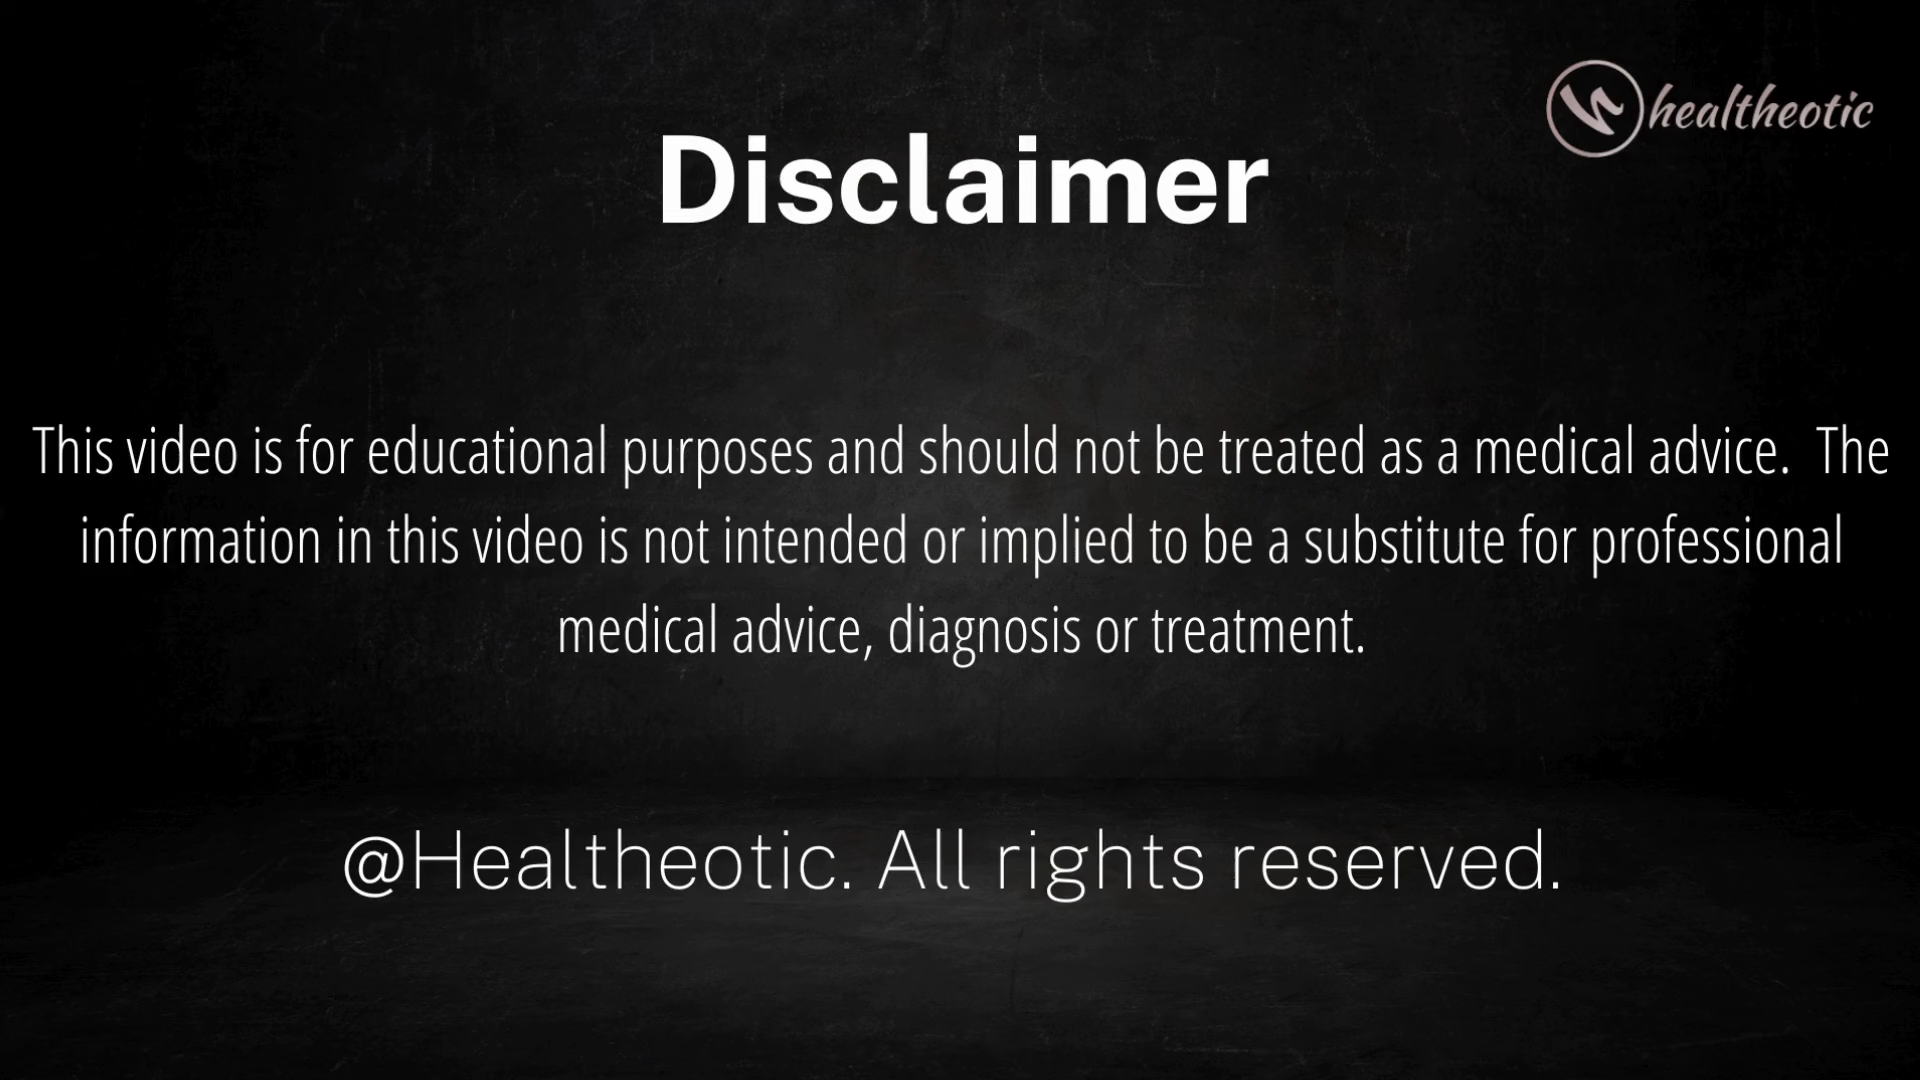 healtheotic
Disclaimer
This video is for educational purposes and should not be treated as a medical advice.  The
information in this video is not intended or implied to be a substitute for professional
medical advice, diagnosis or treatment.
@Healtheotic. All rights reserved.